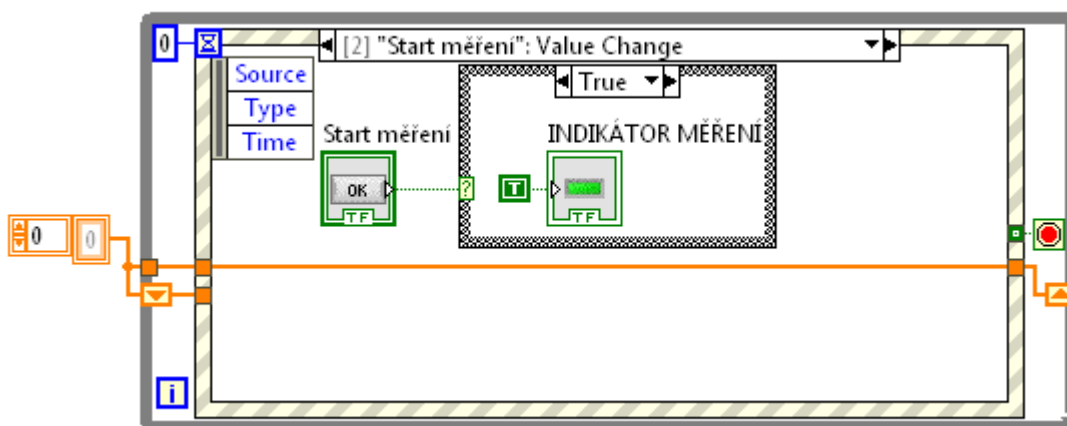 0
[2] "Start měření": Value Change
Source
Type
Time
True
Start měření
INDIKÁTOR MĚŘENÍ
OK
TF
?
T
TF
0
0
i